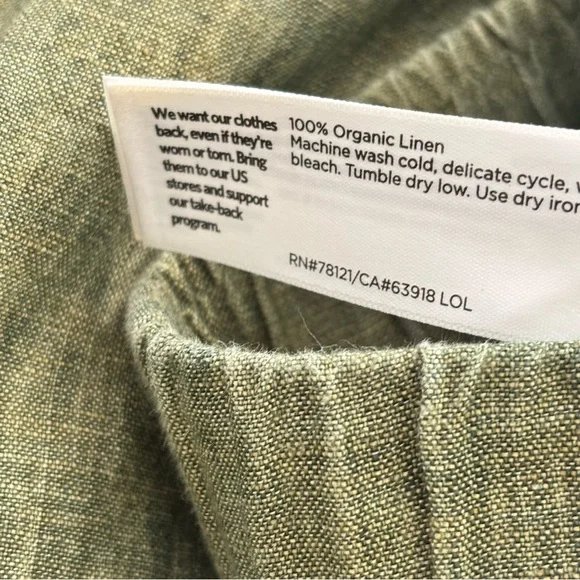 We want our clothes
back, even if they're
worn or torn. Bring
them to our US
stores and support
our take-back
program.
100% Organic Linen
Machine wash cold, delicate cycle,
bleach. Tumble dry low. Use dry iron
RN#78121/CA#63918 LOL